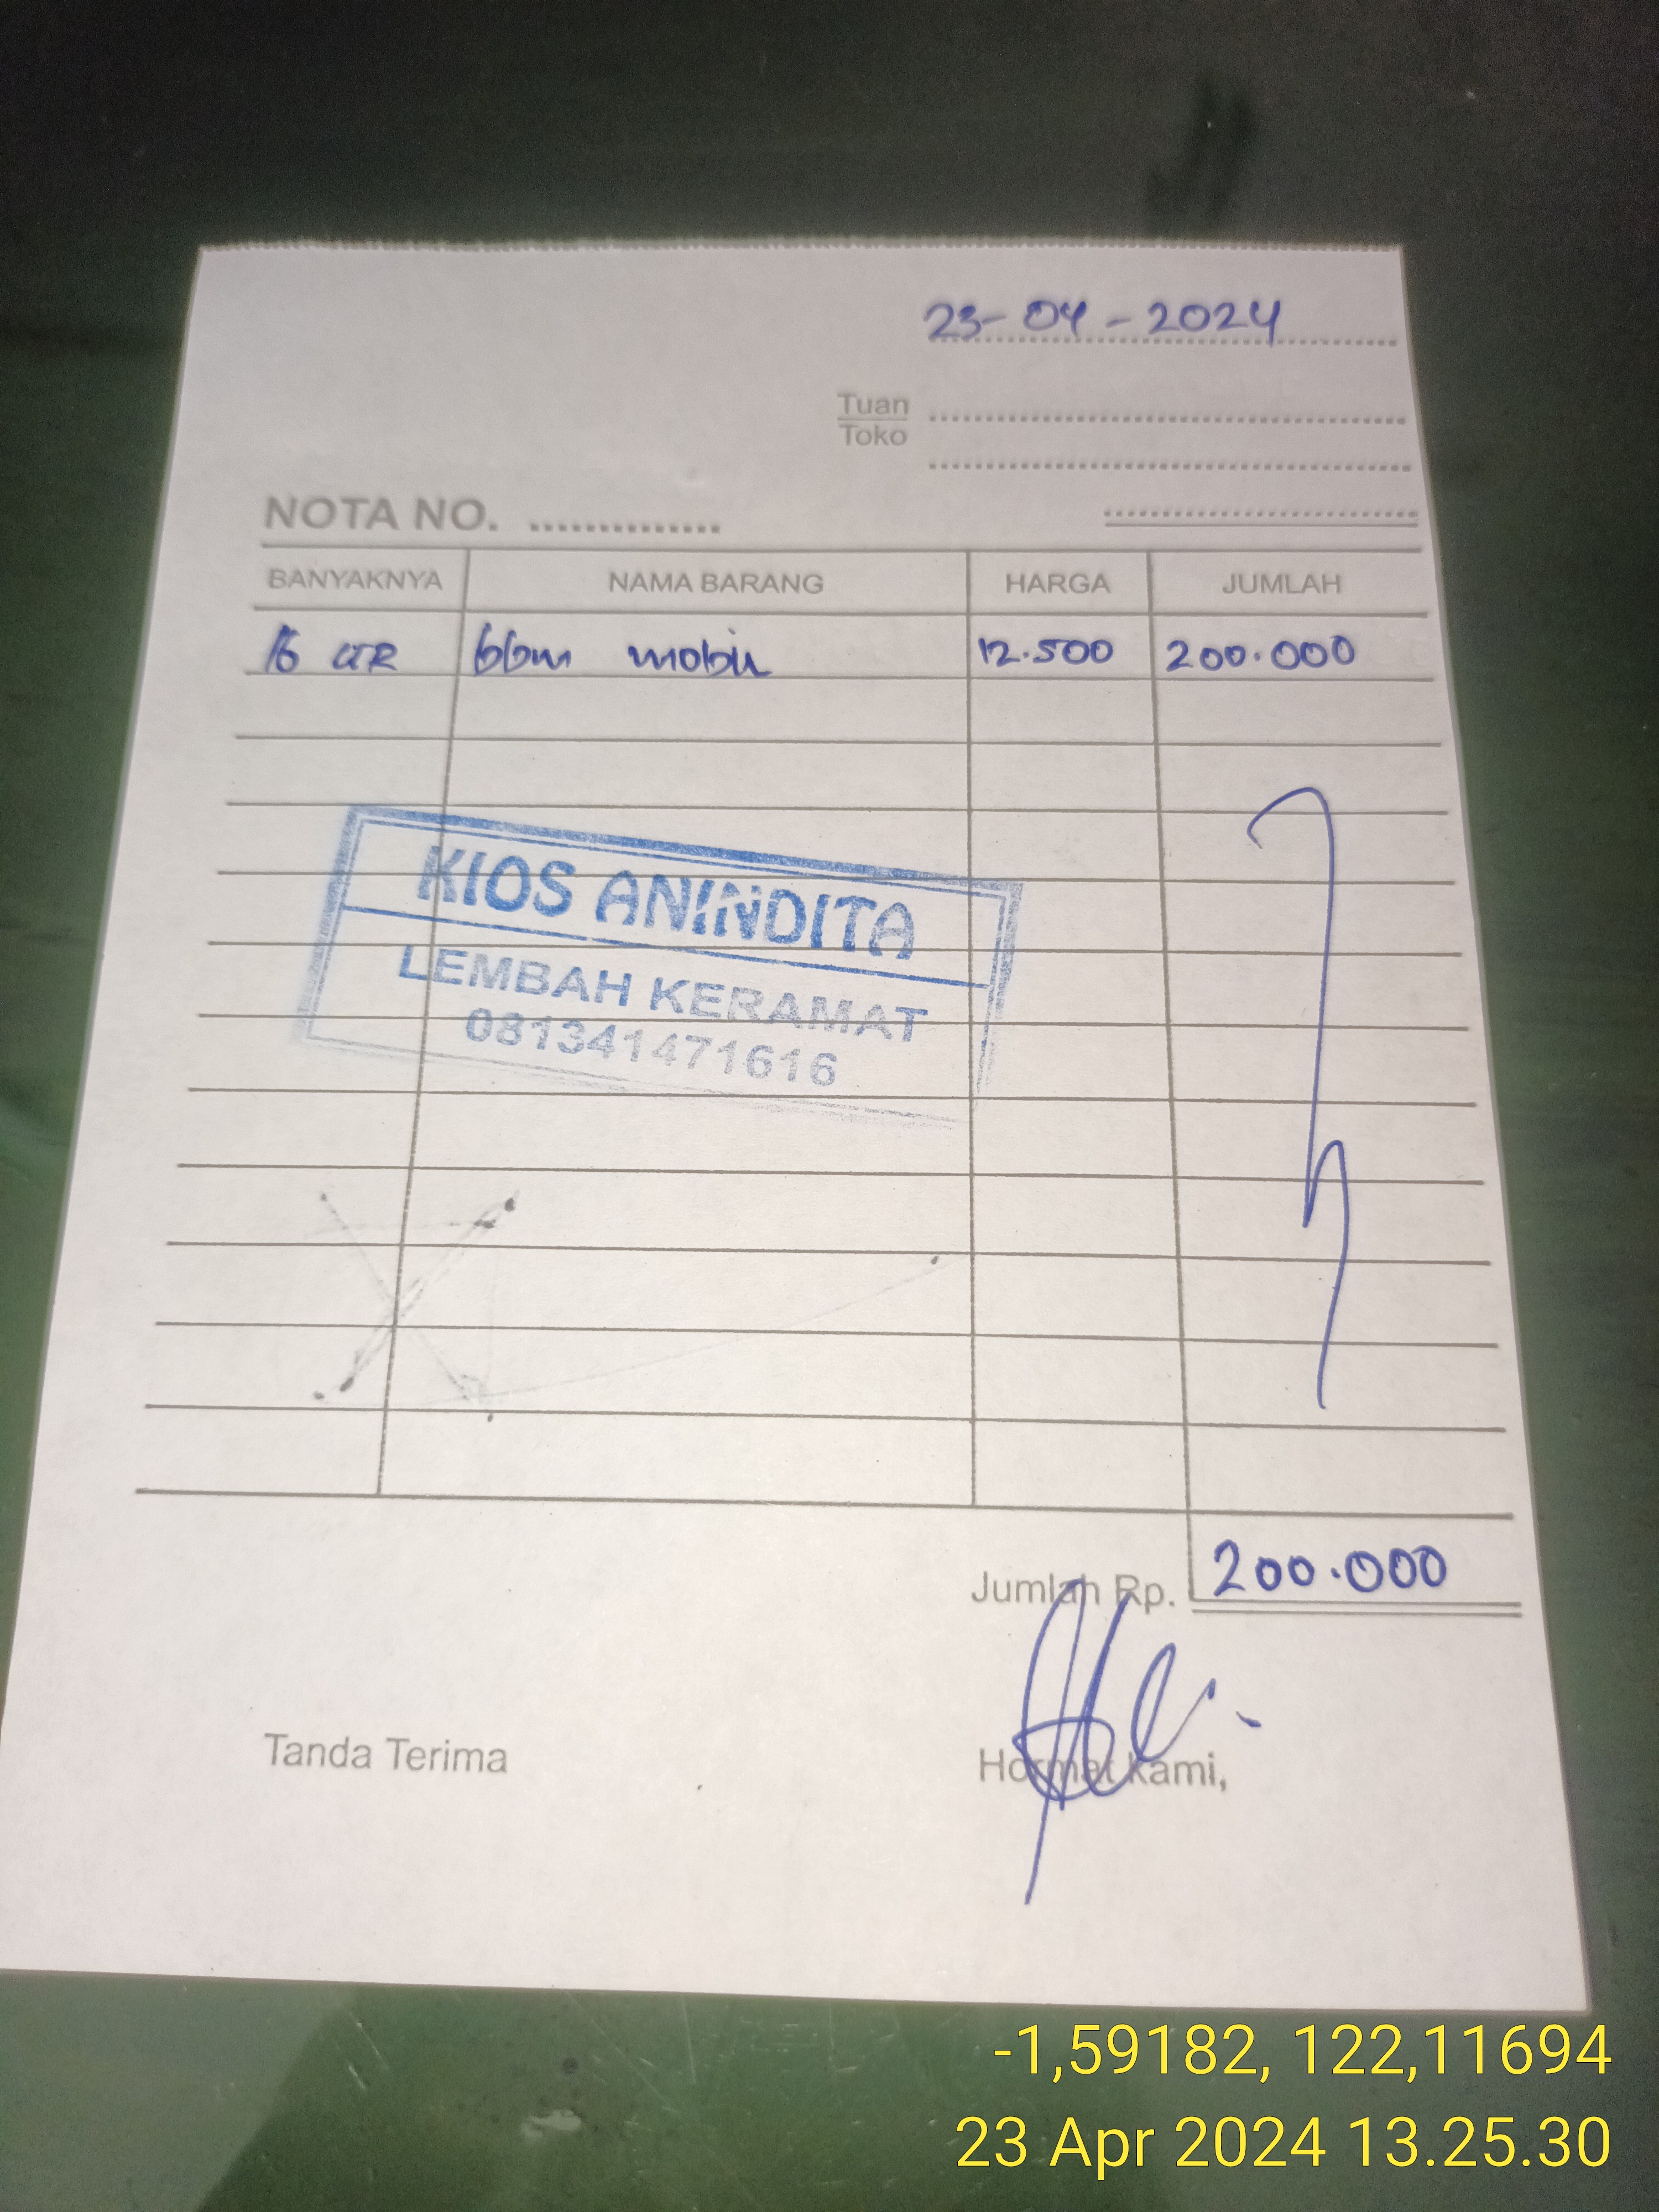 23-04-2024
Tuan
Toko
NOTA NO.
BANYAKNYA NAMA BARANG HARGA JUMLAH
16 LTR bbm mobil 12.500 200.000
KIOS ANINDITA
LEMBAH KERAMAT
081341471616
Jumlah Rp. 200.000
Tanda Terima Hormat kami,
-1,59182, 122,11694
23 Apr 2024 13.25.30